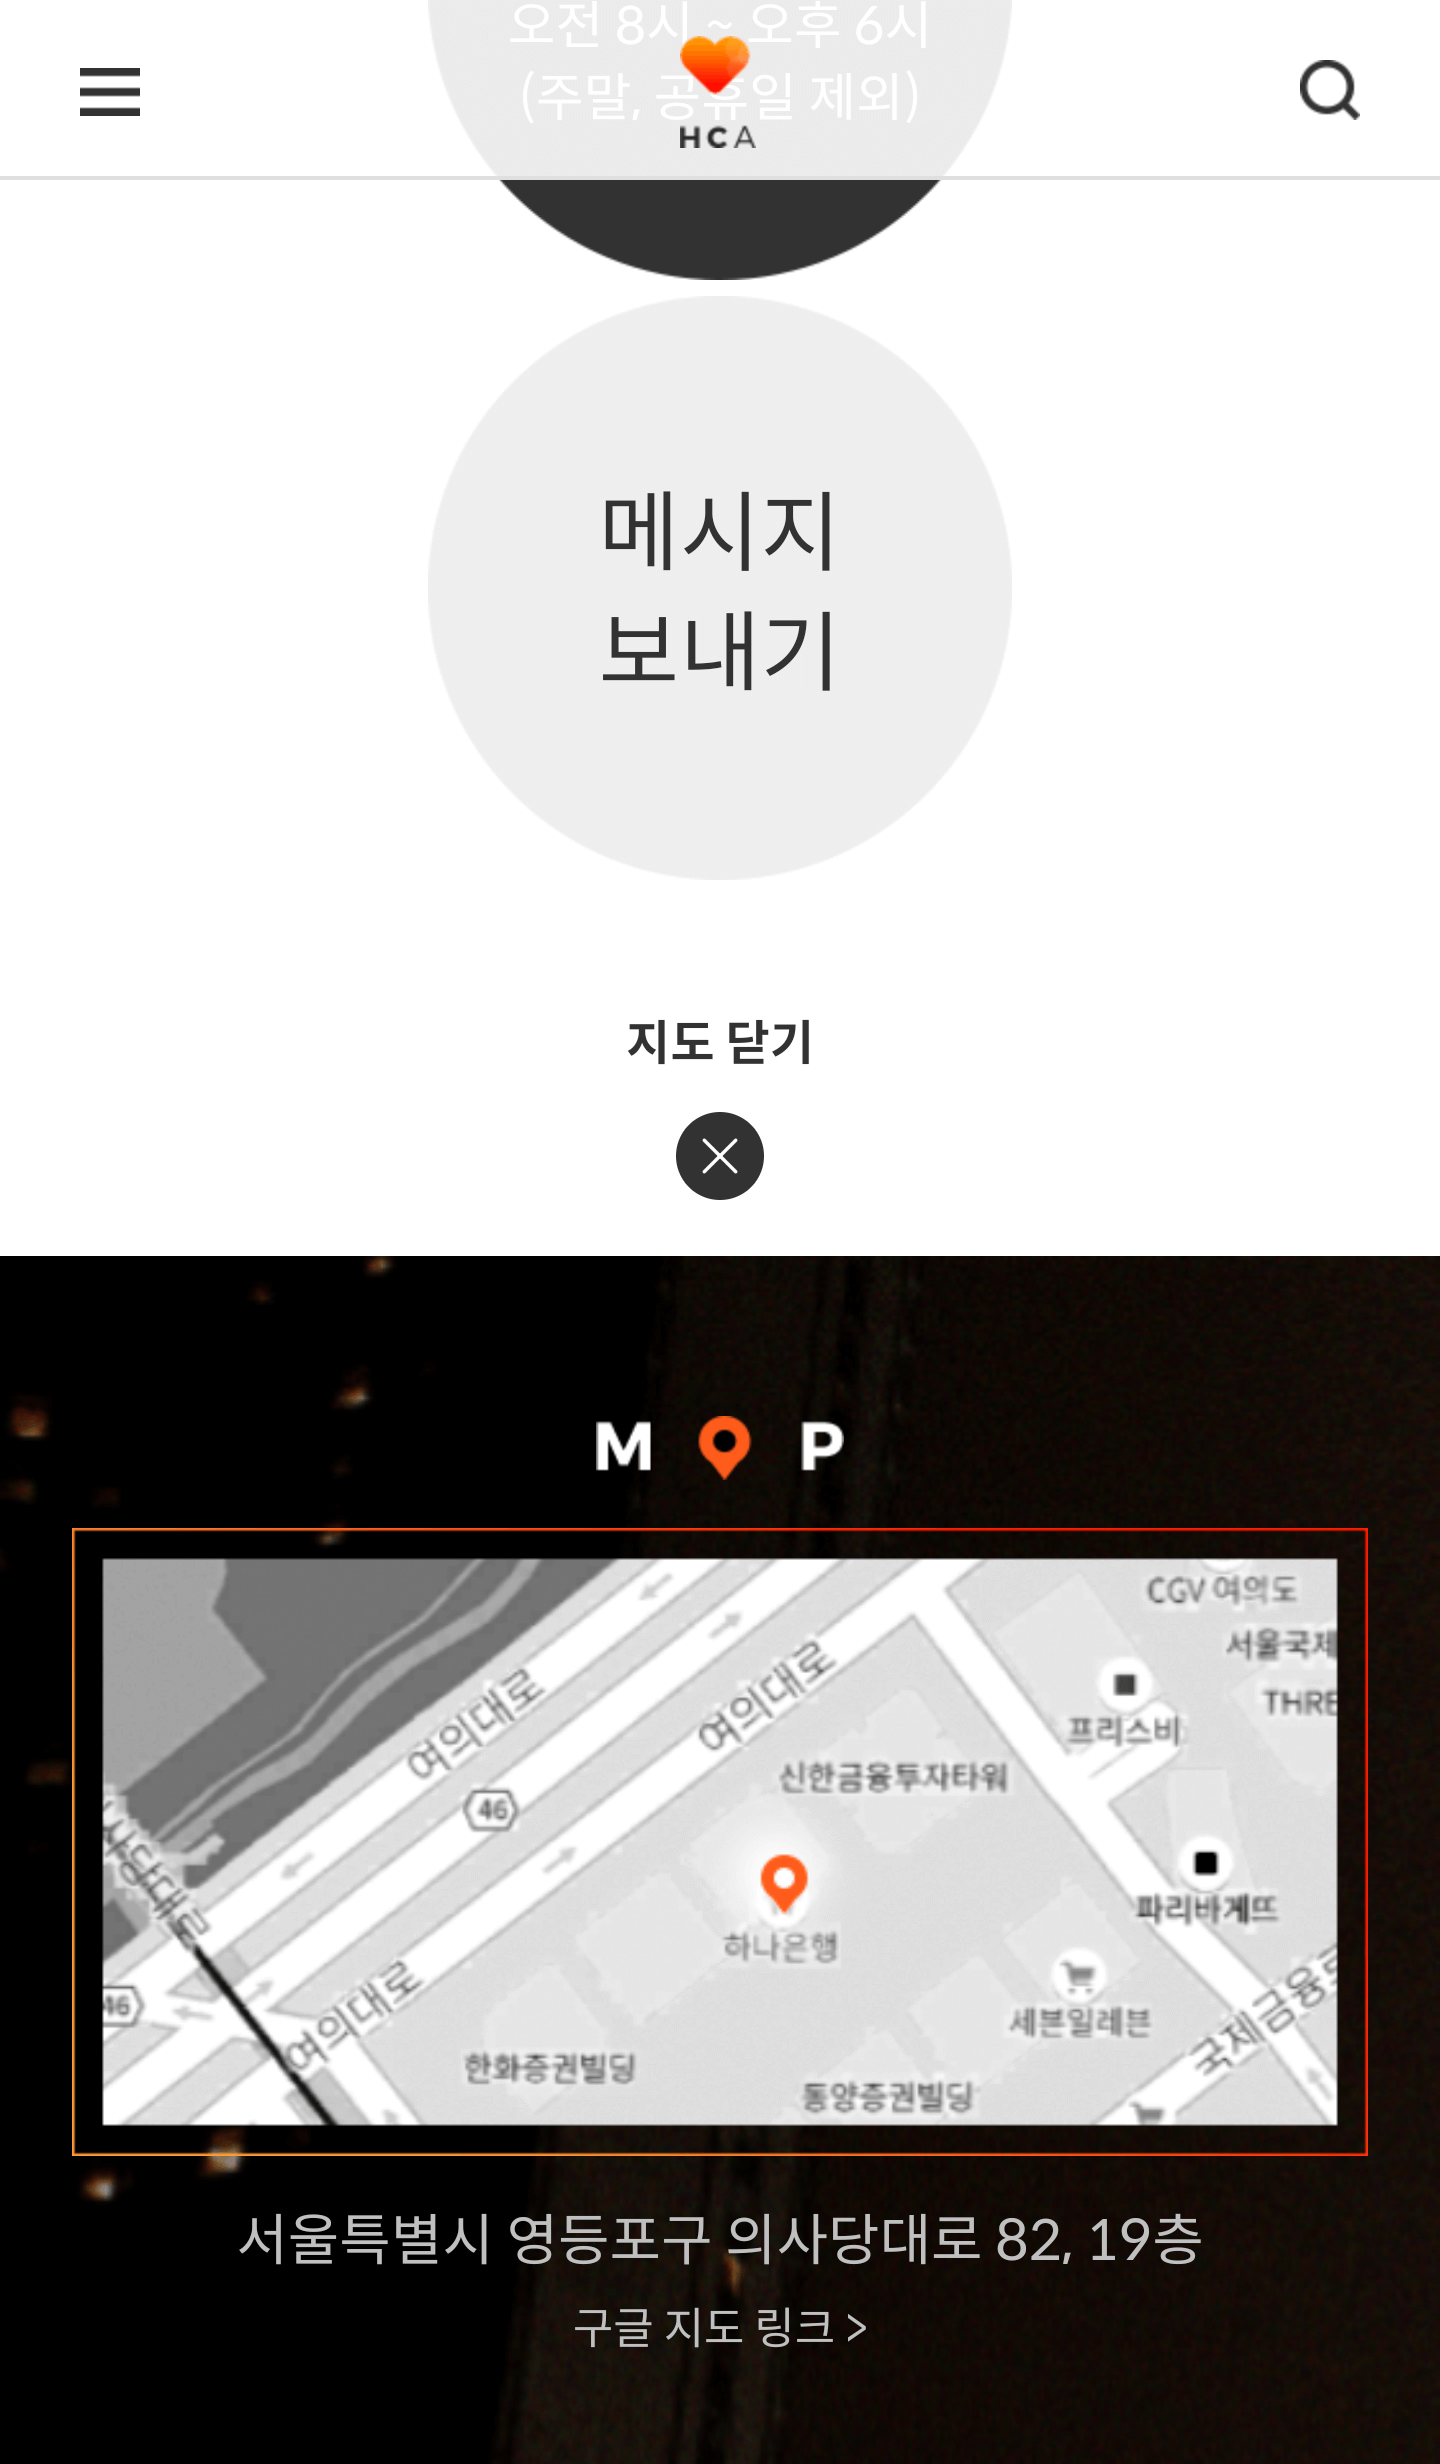 오전 8시 ~ 오후 6시
(주말, 공휴일 제외)
HCA
메시지
보내기
지도 닫기
M P
CGV 여의도
서울국제
THRE
프리스비
여의대로
여의대로
신한금융투자타워
46
사당대로
파리바게뜨
하나은행
46
세븐일레븐
여의대로
국제금융로
한화증권빌딩
동양증권빌딩
서울특별시 영등포구 의사당대로 82, 19층
구글 지도 링크 >